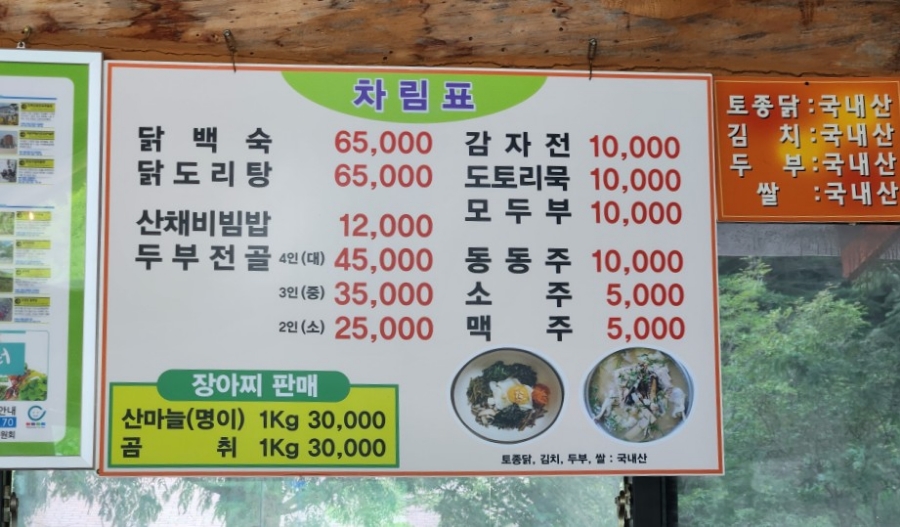 차림표
닭백숙 65,000
닭도리탕 65,000
산채비빔밥 12,000
두부전골 4인(대) 45,000
3인(중) 35,000
2인(소) 25,000
감자전 10,000
도토리묵 10,000
모두부 10,000
동동주 10,000
소주 5,000
맥주 5,000
장아찌 판매
산마늘(명이) 1Kg 30,000
곰취 1Kg 30,000
토종닭, 김치, 두부, 쌀 : 국내산
토종닭:국내산
김치:국내산
두부:국내산
쌀:국내산
안내
70
원회